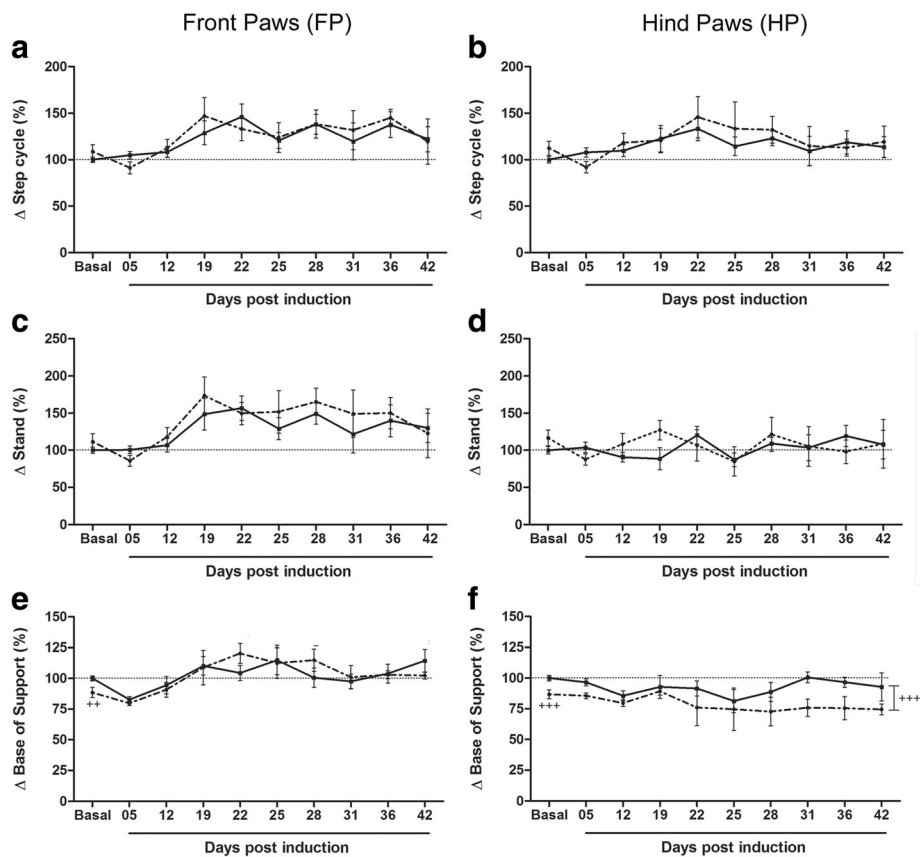 Front Paws (FP)
Hind Paws (HP)
a
Δ Step cycle (%)
200
150
100
50
0
Basal 05 12 19 22 25 28 31 36 42
Days post induction
b
Δ Step cycle (%)
200
150
100
50
0
Basal 05 12 19 22 25 28 31 36 42
Days post induction
c
Δ Stand (%)
250
200
150
100
50
0
Basal 05 12 19 22 25 28 31 36 42
Days post induction
d
Δ Stand (%)
250
200
150
100
50
0
Basal 05 12 19 22 25 28 31 36 42
Days post induction
e
Δ Base of Support (%)
150
125
100
75
50
25
0
++
Basal 05 12 19 22 25 28 31 36 42
Days post induction
f
Δ Base of Support (%)
150
125
100
75
50
25
0
+++
+++
Basal 05 12 19 22 25 28 31 36 42
Days post induction